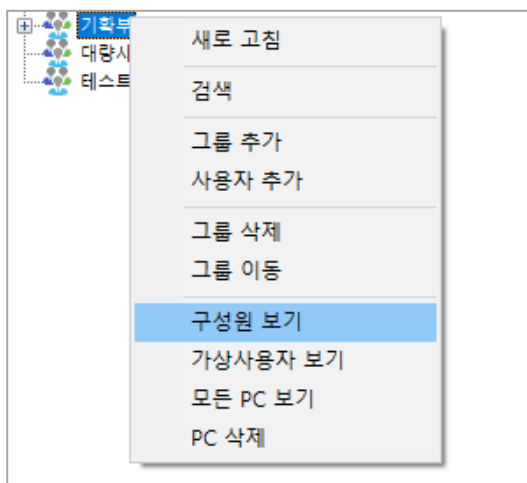 기획부
대량사
테스트
새로 고침
검색
그룹 추가
사용자 추가
그룹 삭제
그룹 이동
구성원 보기
가상사용자 보기
모든 PC 보기
PC 삭제